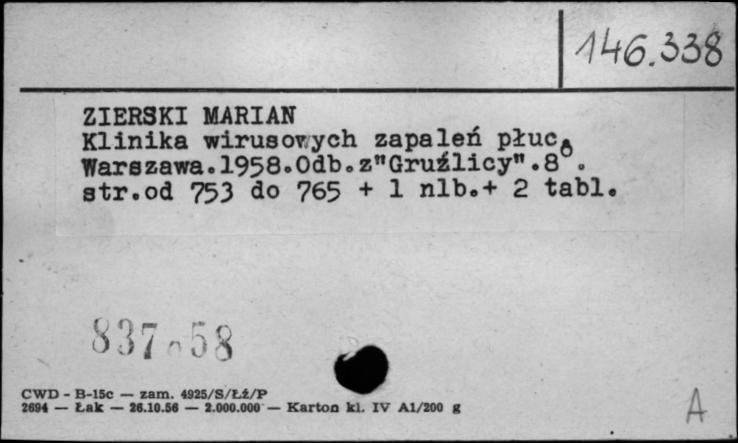 146.338
ZIERSKI MARIAN
Klinika wirusowych zapaleń płuc.
Warszawa.1958.Odb.z"Gruźlicy".8°.
str.od 753 do 765 + 1 nlb.+ 2 tabl.
837 58
CWD - B-15c — zam. 4925/S/Łż/P
2694 — Łak — 26.10.56 — 2.000.000 — Karton kl. IV A1/200 g
A